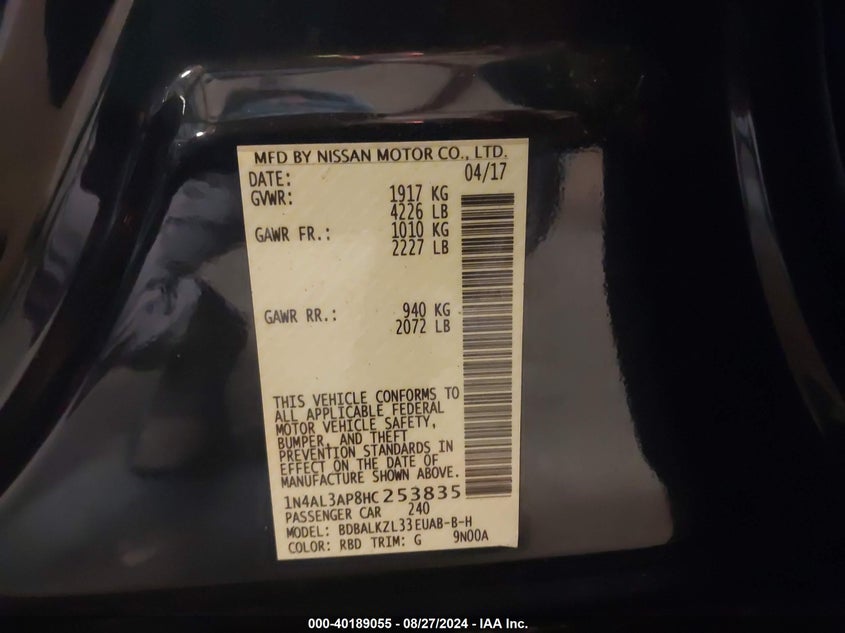 MFD BY NISSAN MOTOR CO., LTD.
DATE: 04/17
GVWR: 1917 KG
4226 LB
GAWR FR.: 1010 KG
2227 LB
GAWR RR.: 940 KG
2072 LB
THIS VEHICLE CONFORMS TO
ALL APPLICABLE FEDERAL
MOTOR VEHICLE SAFETY,
BUMPER, AND THEFT
PREVENTION STANDARDS IN
EFFECT ON THE DATE OF
MANUFACTURE SHOWN ABOVE.
1N4AL3AP8HC253835
PASSENGER CAR 240
MODEL: BDBALKZL33EUAB-B-H
COLOR: RBD TRIM: G 9N00A
000-40189055 - 08/27/2024 - IAA Inc.